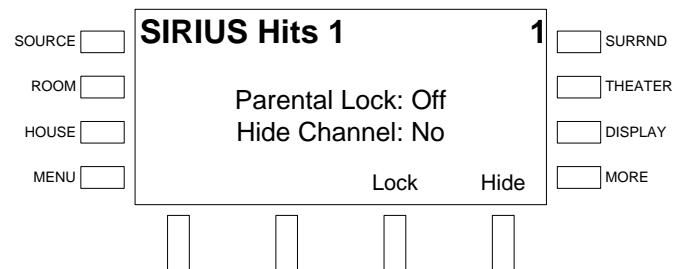 SOURCE SIRIUS Hits 1 1 SURRND
ROOM Parental Lock: Off THEATER
HOUSE Hide Channel: No DISPLAY
MENU Lock Hide MORE